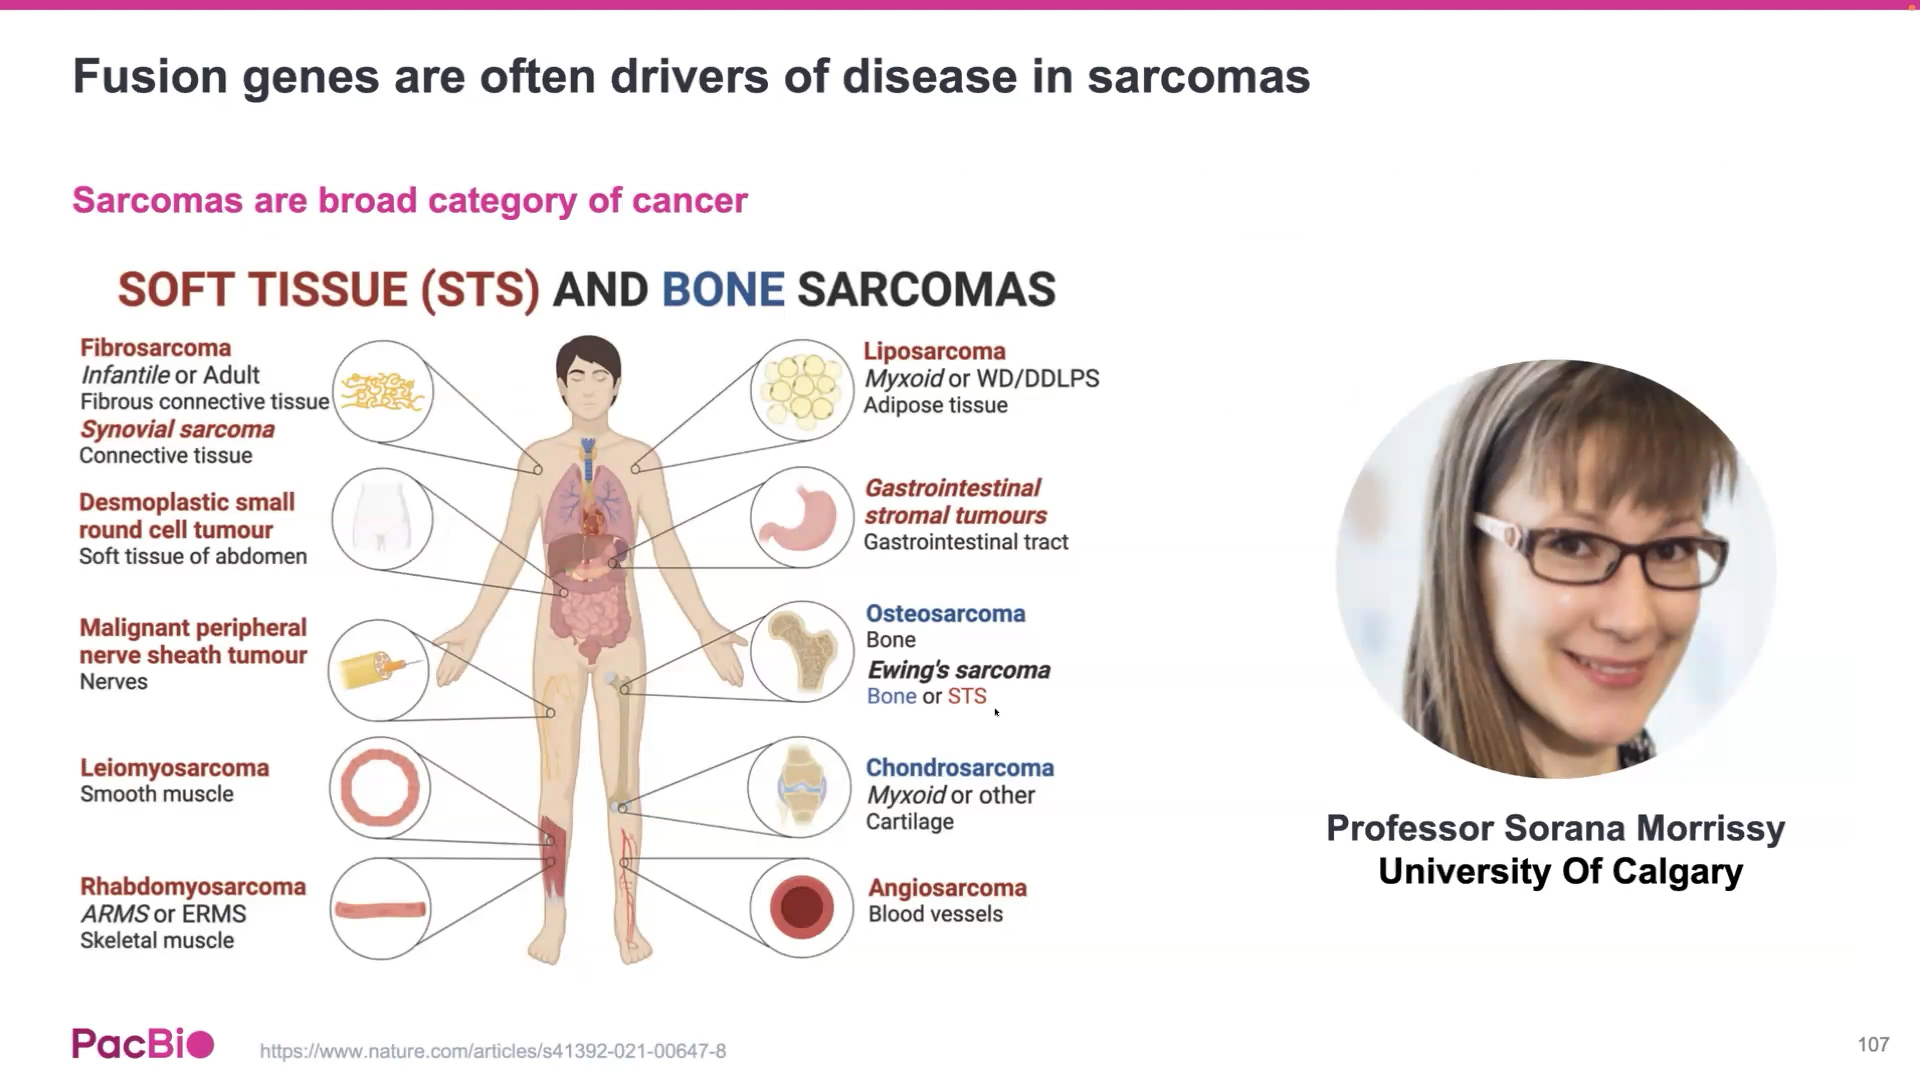 Fusion genes are often drivers of disease in sarcomas
Sarcomas are broad category of cancer
SOFT TISSUE (STS) AND BONE SARCOMAS
Fibrosarcoma
Infantile or Adult
Fibrous connective tissue
Synovial sarcoma
Connective tissue
Desmoplastic small
round cell tumour
Soft tissue of abdomen
Malignant peripheral
nerve sheath tumour
Nerves
Leiomyosarcoma
Smooth muscle
Rhabdomyosarcoma
ARMS or ERMS
Skeletal muscle
Liposarcoma
Myxoid or WD/DDLPS
Adipose tissue
Gastrointestinal
stromal tumours
Gastrointestinal tract
Osteosarcoma
Bone
Ewing's sarcoma
Bone or STS
Chondrosarcoma
Myxoid or other
Cartilage
Angiosarcoma
Blood vessels
Professor Sorana Morrissy
University Of Calgary
PacBio
https://www.nature.com/articles/s41392-021-00647-8
107